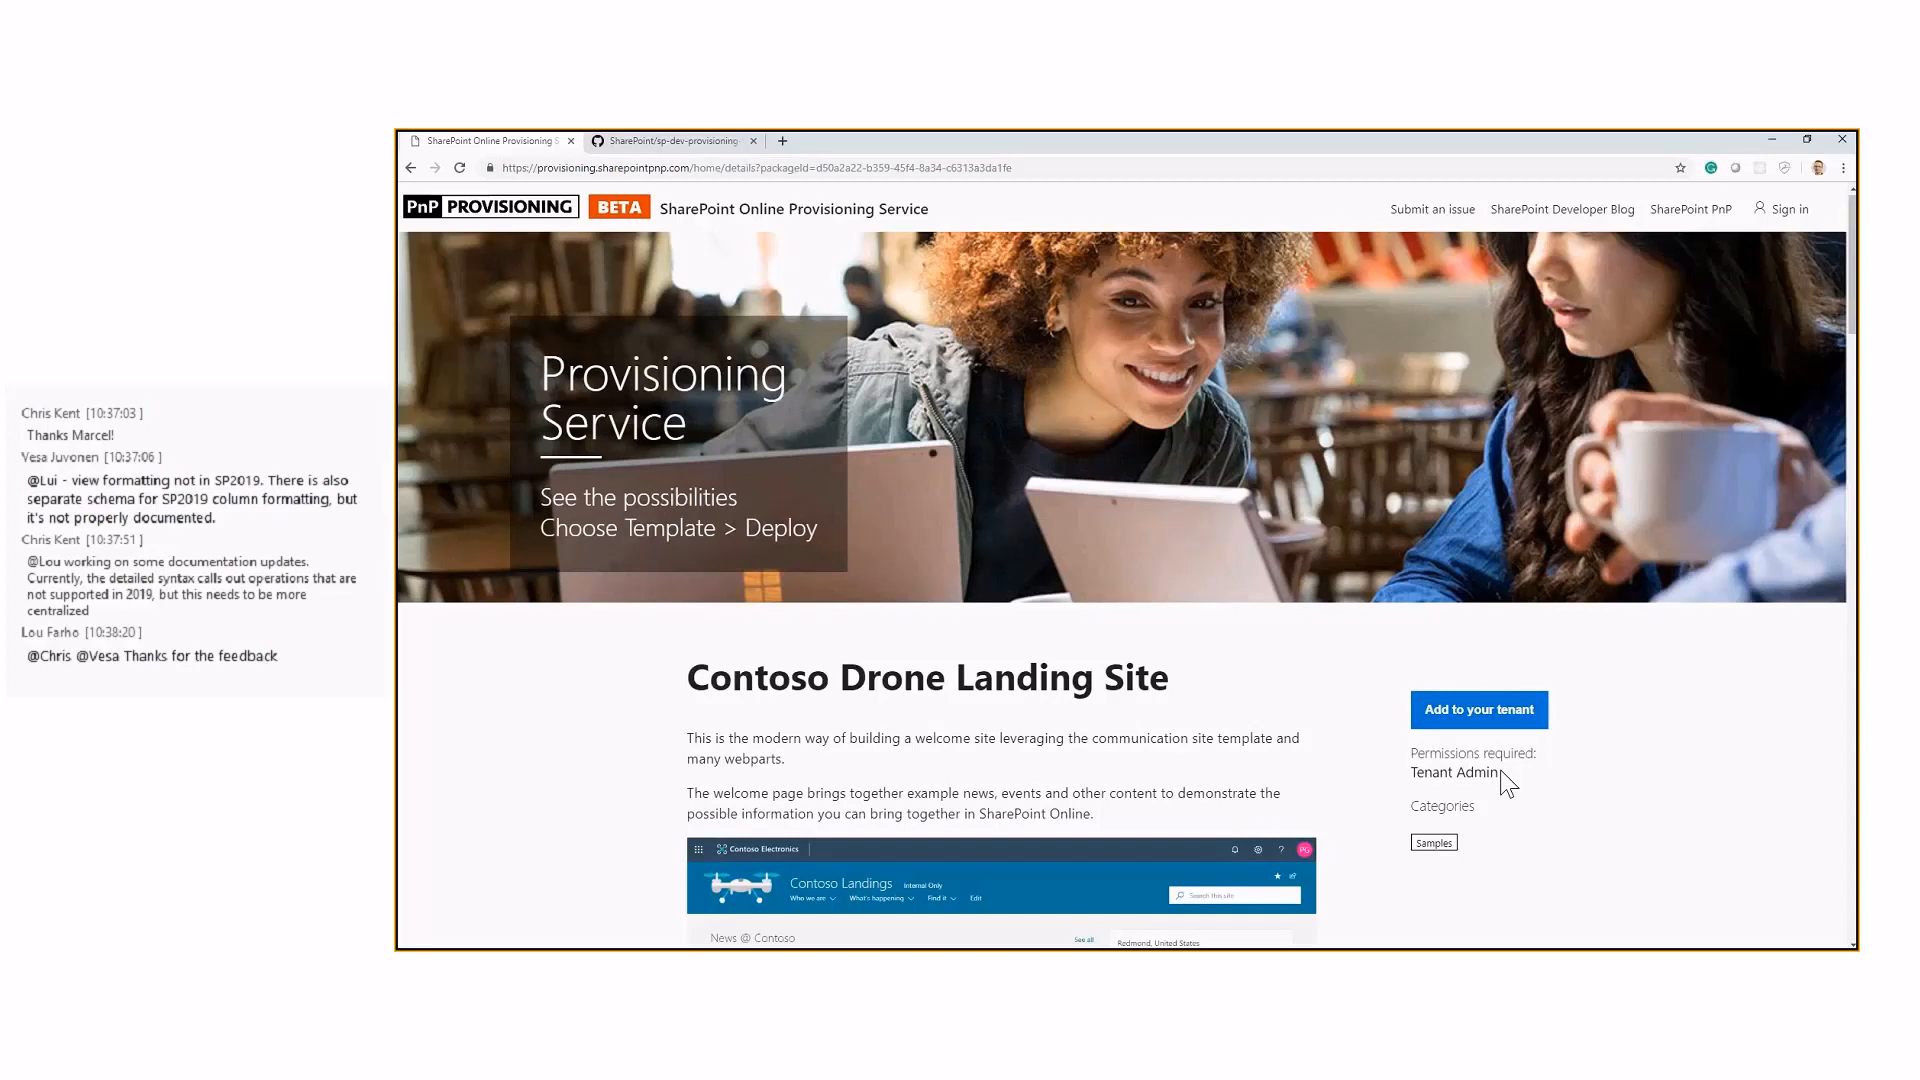 Chris Kent [10:37:03 ]
Thanks Marcel!
Vesa Juvonen [10:37:06 ]
@Lui - view formatting not in SP2019. There is also
separate schema for SP2019 column formatting, but
it's not properly documented.
Chris Kent [10:37:51 ]
@Lou working on some documentation updates.
Currently, the detailed syntax calls out operations that are
not supported in 2019, but this needs to be more
centralized
Lou Farho [10:38:20 ]
@Chris @Vesa Thanks for the feedback
SharePoint Online Provisioning S
SharePoint/sp-dev-provisioning-
https://provisioning.sharepointpnp.com/home/details?packageId=d50a2a22-b359-45f4-8a34-c6313a3da1fe
PnP PROVISIONING BETA SharePoint Online Provisioning Service
Submit an issue SharePoint Developer Blog SharePoint PnP Sign in
Provisioning
Service
See the possibilities
Choose Template > Deploy
Contoso Drone Landing Site
This is the modern way of building a welcome site leveraging the communication site template and
many webparts.
The welcome page brings together example news, events and other content to demonstrate the
possible information you can bring together in SharePoint Online.
Add to your tenant
Permissions required:
Tenant Admin
Categories
Samples
Contoso Electronics
? PG
Contoso Landings Internal Only
Who we are What's happening Find it Edit
Search this site
News @ Contoso See all
Redmond, United States